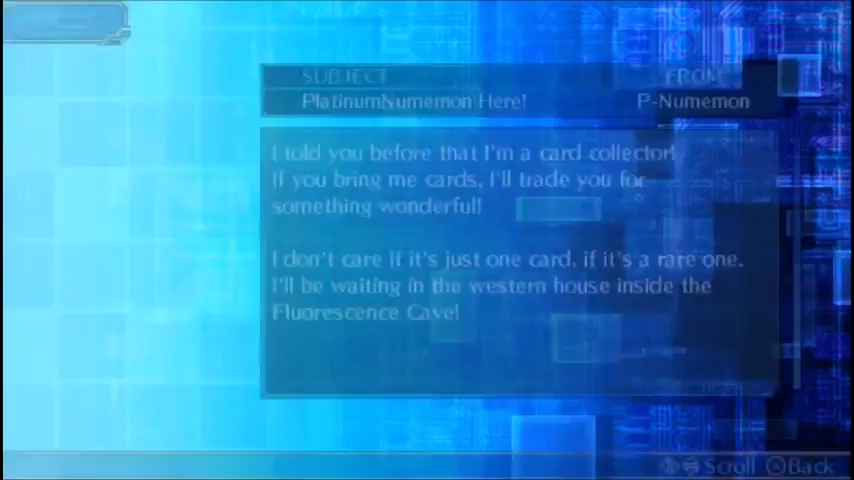 SUBJECT FROM
PlatinumNumemon Here! P-Numemon
I told you before that I'm a card collector!
If you bring me cards, I'll trade you for
something wonderful!
I don't care if it's just one card, if it's a rare one.
I'll be waiting in the western house inside the
Fluorescence Cave!
Scroll Back